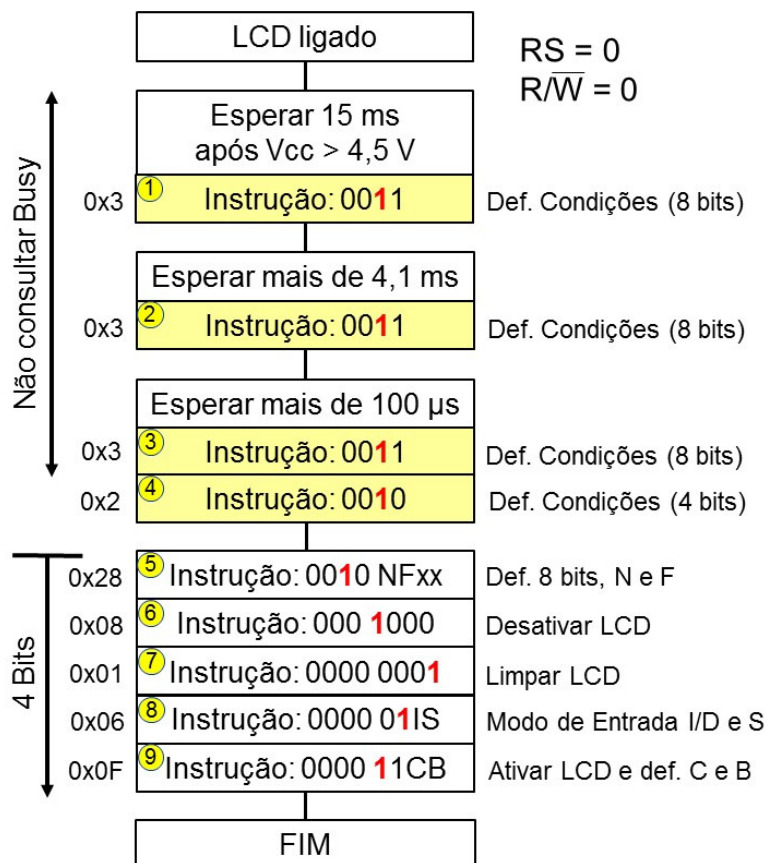 LCD ligado
RS = 0
R/W̅ = 0
Não consultar Busy
Esperar 15 ms
após Vcc > 4,5 V
0x3 1 Instrução: 0011 Def. Condições (8 bits)
Esperar mais de 4,1 ms
0x3 2 Instrução: 0011 Def. Condições (8 bits)
Esperar mais de 100 µs
0x3 3 Instrução: 0011 Def. Condições (8 bits)
0x2 4 Instrução: 0010 Def. Condições (4 bits)
4 Bits
0x28 5 Instrução: 0010 NFxx Def. 8 bits, N e F
0x08 6 Instrução: 000 1000 Desativar LCD
0x01 7 Instrução: 0000 0001 Limpar LCD
0x06 8 Instrução: 0000 01IS Modo de Entrada I/D e S
0x0F 9 Instrução: 0000 11CB Ativar LCD e def. C e B
FIM